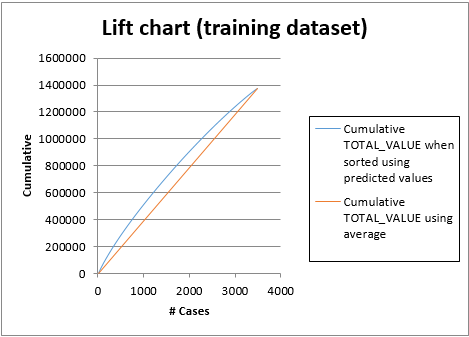 Lift chart (training dataset)
Cumulative
1600000
1400000
1200000
1000000
800000
600000
400000
200000
0
0 1000 2000 3000 4000
# Cases
Cumulative
TOTAL_VALUE when
sorted using
predicted values
Cumulative
TOTAL_VALUE using
average